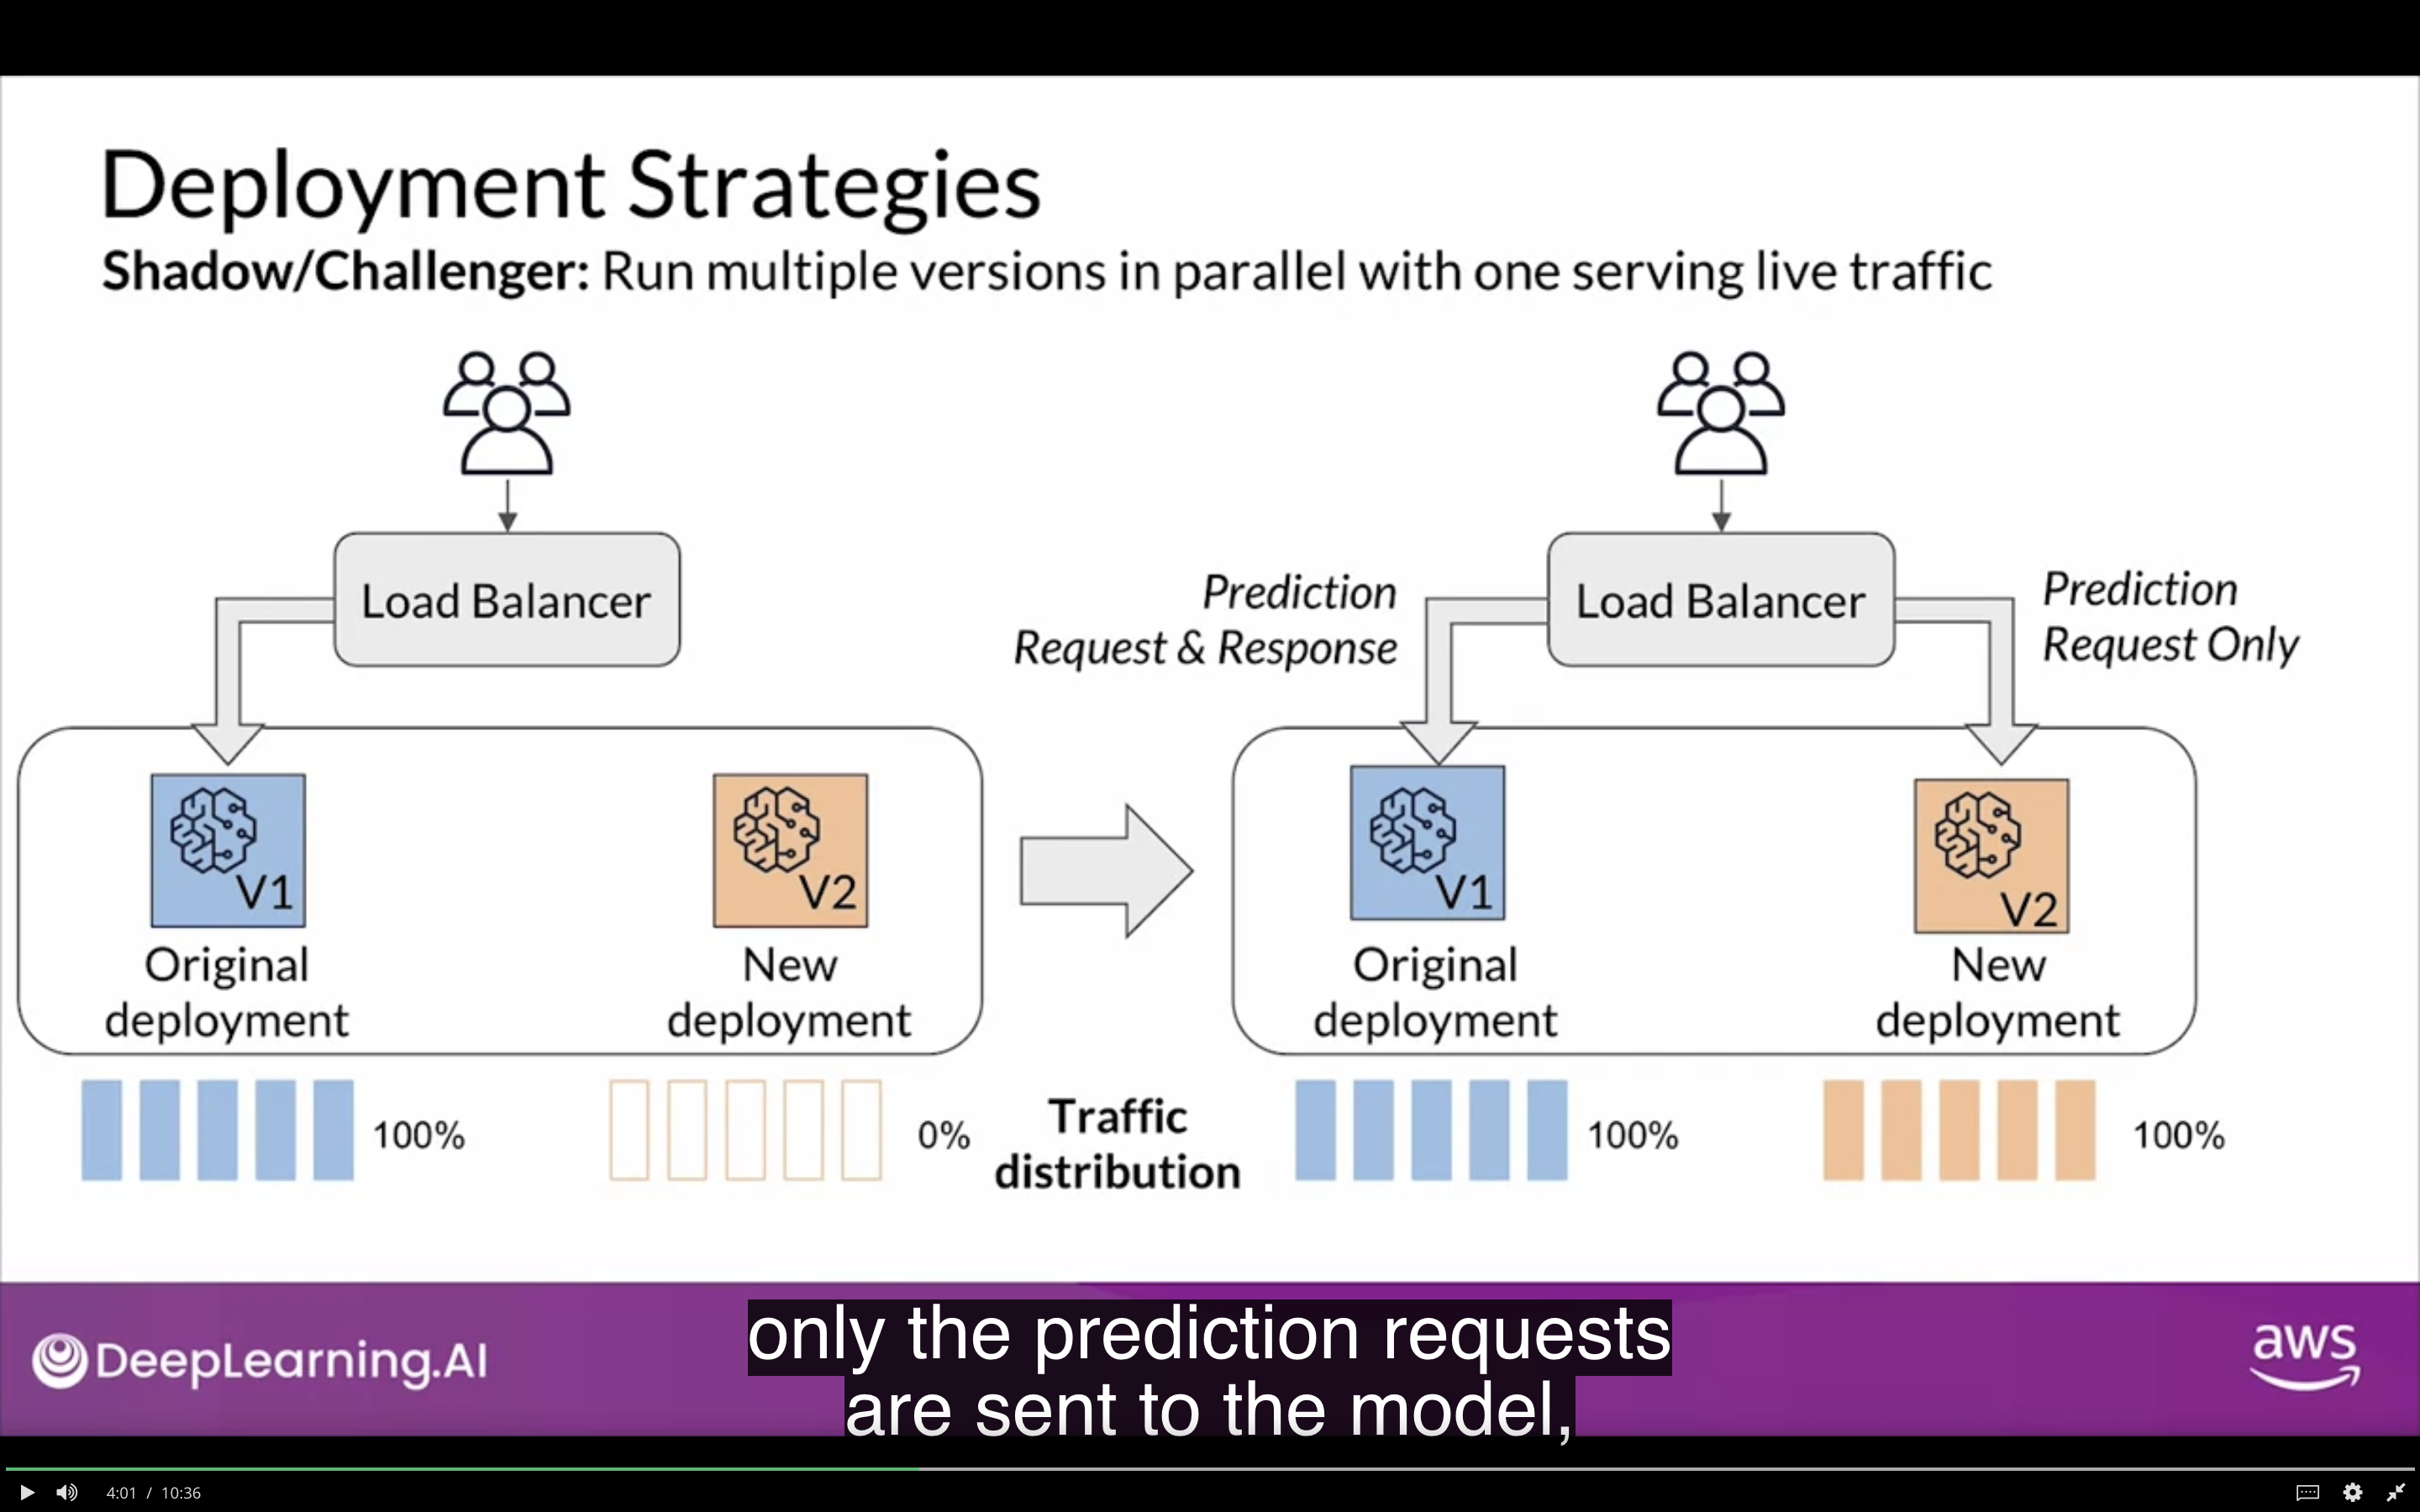 Deployment Strategies
Shadow/Challenger: Run multiple versions in parallel with one serving live traffic
Load Balancer
V1
Original
deployment
V2
New
deployment
100%
0%
Traffic
distribution
Prediction
Request & Response
Load Balancer
Prediction
Request Only
V1
Original
deployment
V2
New
deployment
100%
100%
DeepLearning.AI
only the prediction requests
are sent to the model,
aws
4:01 / 10:36